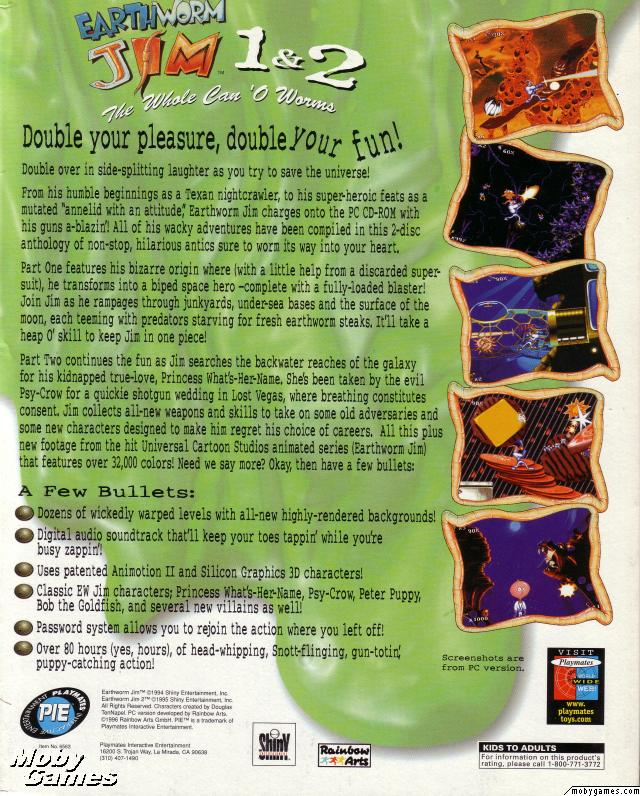 EARTHWORM
JIM 1 & 2
The Whole Can 'O Worms
Double your pleasure, double your fun!
Double over in side-splitting laughter as you try to save the universe!
From his humble beginnings as a Texan nightcrawler, to his super-heroic feats as a
mutated "annelid with an attitude," Earthworm Jim charges onto the PC CD-ROM with
his guns a-blazin'! All of his wacky adventures have been compiled in this 2-disc
anthology of non-stop, hilarious antics sure to worm its way into your heart.
Part One features his bizarre origin where (with a little help from a discarded super-
suit), he transforms into a biped space hero -complete with a fully-loaded blaster!
Join Jim as he rampages through junkyards, under-sea bases and the surface of the
moon, each teeming with predators starving for fresh earthworm steaks. It'll take a
heap O' skill to keep Jim in one piece!
Part Two continues the fun as Jim searches the backwater reaches of the galaxy
for his kidnapped true-love, Princess What's-Her-Name. She's been taken by the evil
Psy-Crow for a quickie shotgun wedding in Lost Vegas, where breathing constitutes
consent. Jim collects all-new weapons and skills to take on some old adversaries and
some new characters designed to make him regret his choice of careers. All this plus
new footage from the hit Universal Cartoon Studios animated series (Earthworm Jim)
that features over 32,000 colors! Need we say more? Okay, then have a few bullets:
A Few Bullets:
Dozens of wickedly warped levels with all-new highly-rendered backgrounds!
Digital audio soundtrack that'll keep your toes tappin' while you're
busy zappin'!
Uses patented Animotion II and Silicon Graphics 3D characters!
Classic EW Jim characters; Princess What's-Her-Name, Psy-Crow, Peter Puppy,
Bob the Goldfish, and several new villains as well!
Password system allows you to rejoin the action where you left off!
Over 80 hours (yes, hours), of head-whipping, Snott-flinging, gun-totin',
puppy-catching action!
Screenshots are
from PC version.
VISIT
Playmates
WORLD
WIDE
WEB!
www.
playmates
toys.com
PLAYMATES
INTERACTIVE
ENTERTAINMENT
PIE
Item No. 6563
Earthworm Jim™ ©1994 Shiny Entertainment, Inc.
Earthworm Jim 2™ ©1995 Shiny Entertainment, Inc.
All Rights Reserved. Characters created by Douglas
TenNapel. PC version developed by Rainbow Arts.
©1996 Rainbow Arts GmbH. PIE™ is a trademark of
Playmates Interactive Entertainment.
Playmates Interactive Entertainment
16200 S. Trojan Way, La Mirada, CA 90638
(310) 407-1490
Shiny
Rainbow
Arts
KIDS TO ADULTS
For information on this product's
rating, please call 1-800-771-3772
Moby
Games
mobygames.com